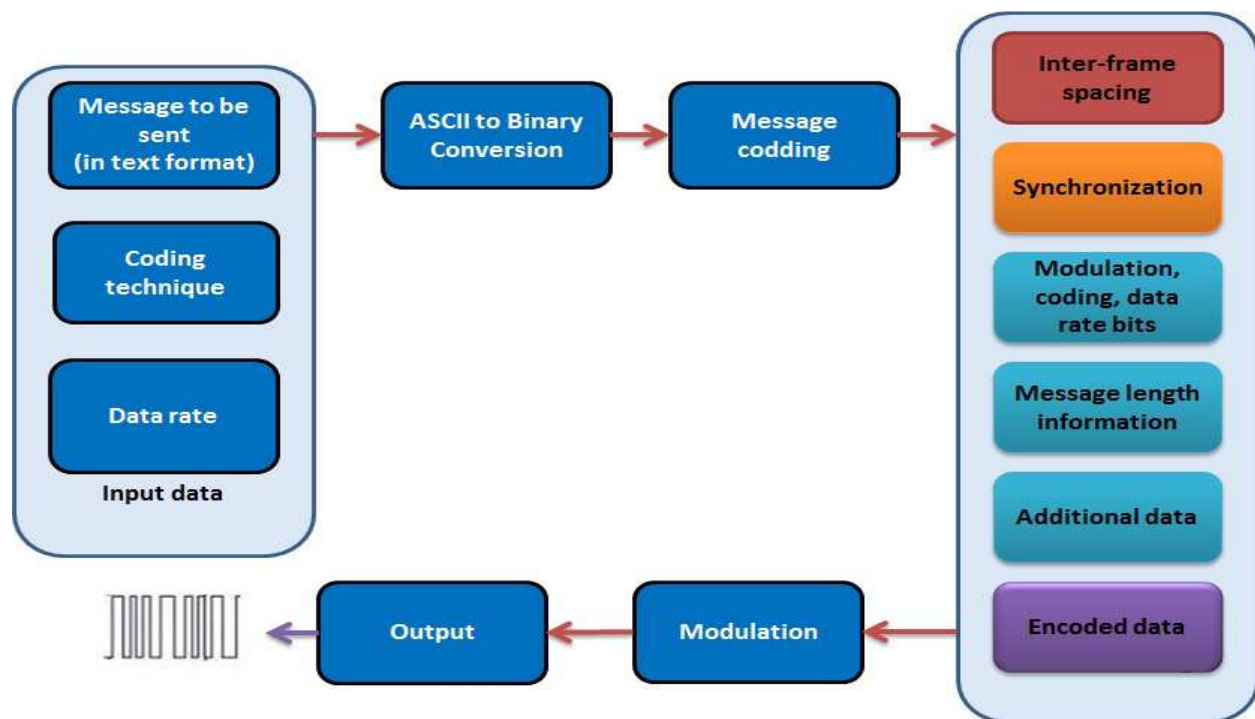 Message to be
sent
(in text format)
Coding
technique
Data rate
Input data
ASCII to Binary
Conversion
Message
codding
Inter-frame
spacing
Synchronization
Modulation,
coding, data
rate bits
Message length
information
Additional data
Encoded data
Modulation
Output